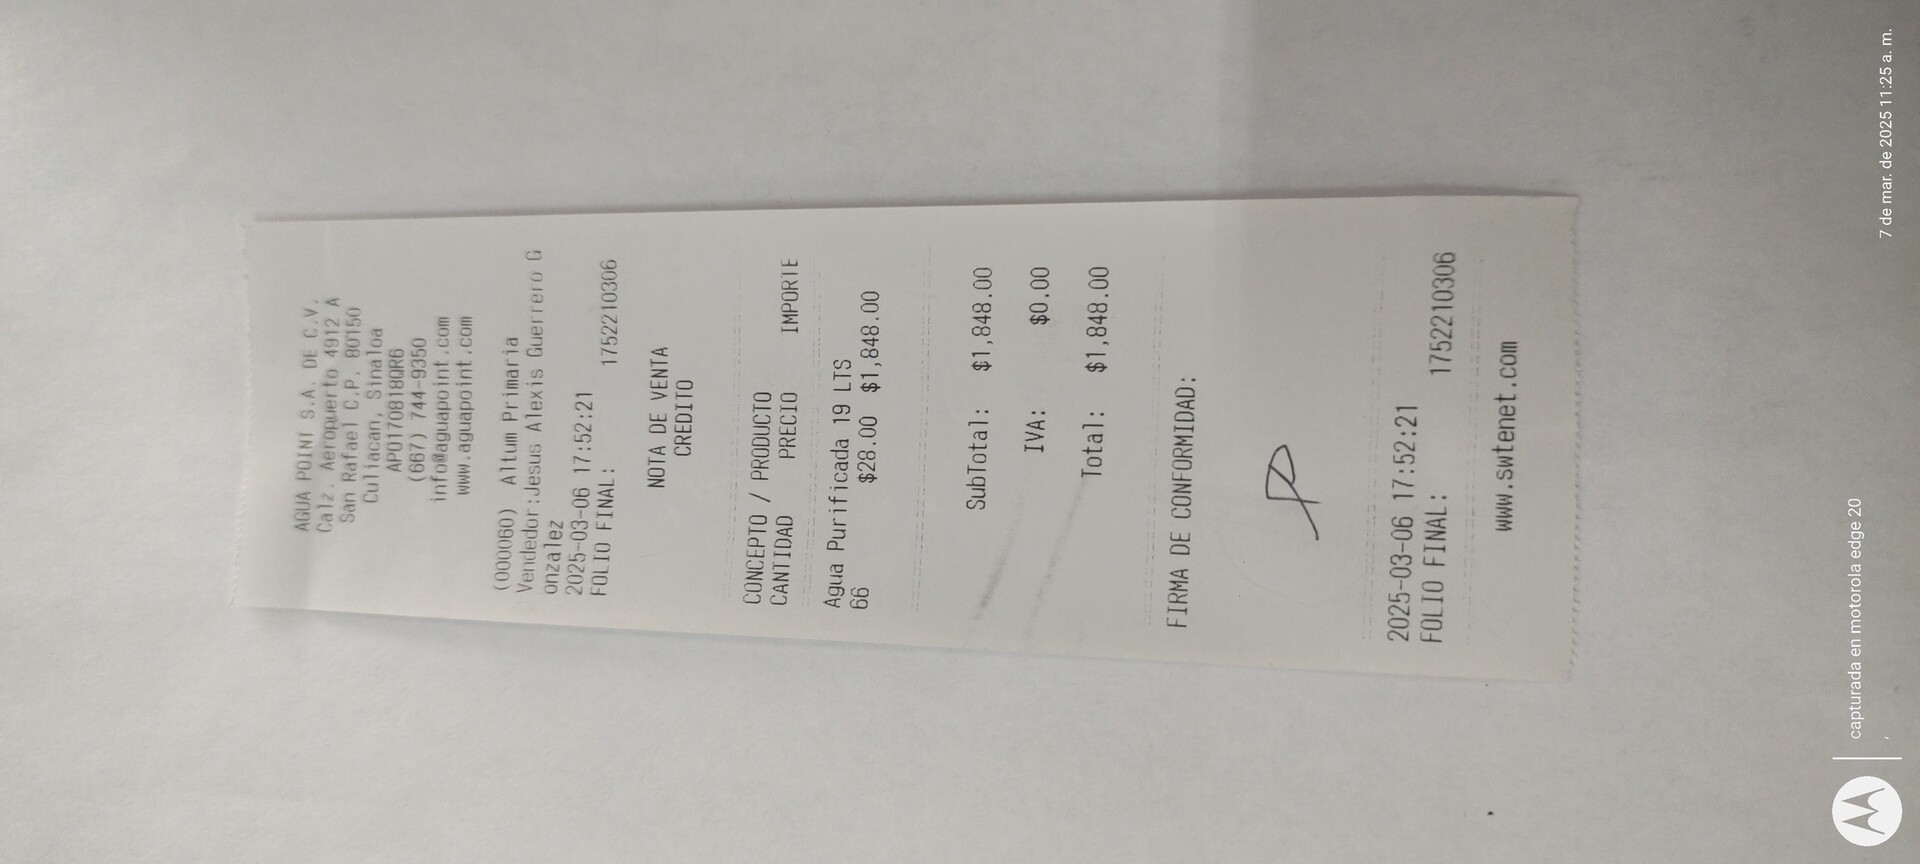 AGUA POINT S.A. DE C.V.
Calz. Aeropuerto 4912 A
San Rafael C.P. 80150
Culiacan, Sinaloa
APO170818QR6
(667) 744-9350
info@aguapoint.com
www.aguapoint.com
(000060) Altum Primaria
Vendedor:Jesus Alexis Guerrero G
onzalez
2025-03-06 17:52:21
FOLIO FINAL: 1752210306
NOTA DE VENTA
CREDITO
CONCEPTO / PRODUCTO
CANTIDAD PRECIO IMPORTE
Agua Purificada 19 LTS
66 $28.00 $1,848.00
SubTotal: $1,848.00
IVA: $0.00
Total: $1,848.00
FIRMA DE CONFORMIDAD:
2025-03-06 17:52:21
FOLIO FINAL: 1752210306
www.swtenet.com
capturada en motorola edge 20
,
7 de mar. de 2025 11:25 a. m.